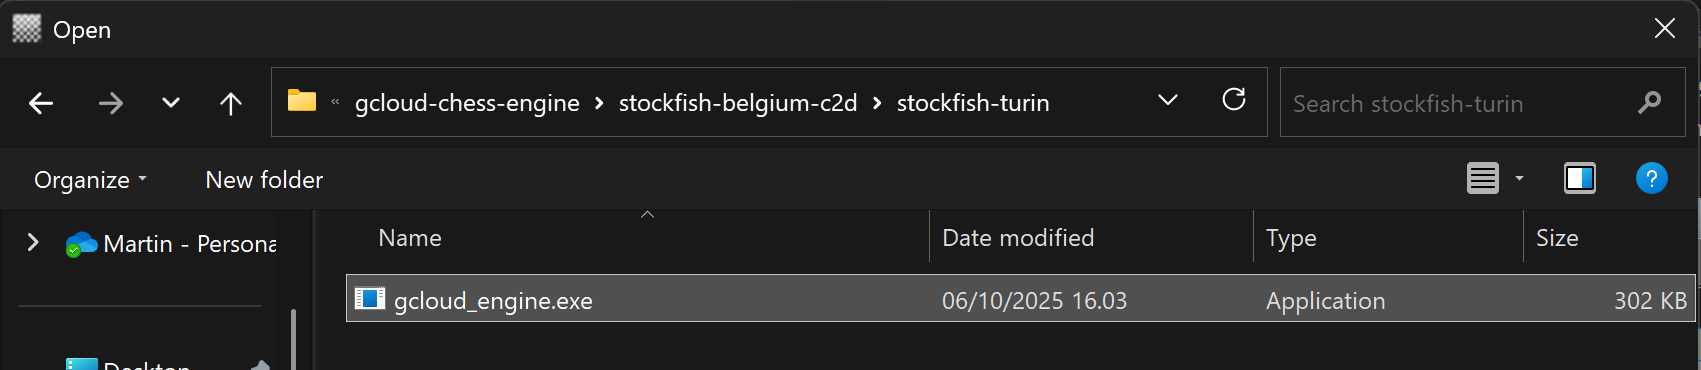 Open
« gcloud-chess-engine > stockfish-belgium-c2d > stockfish-turin
Search stockfish-turin
Organize New folder
?
Martin - Persona
Desktop
Name Date modified Type Size
gcloud_engine.exe 06/10/2025 16.03 Application 302 KB